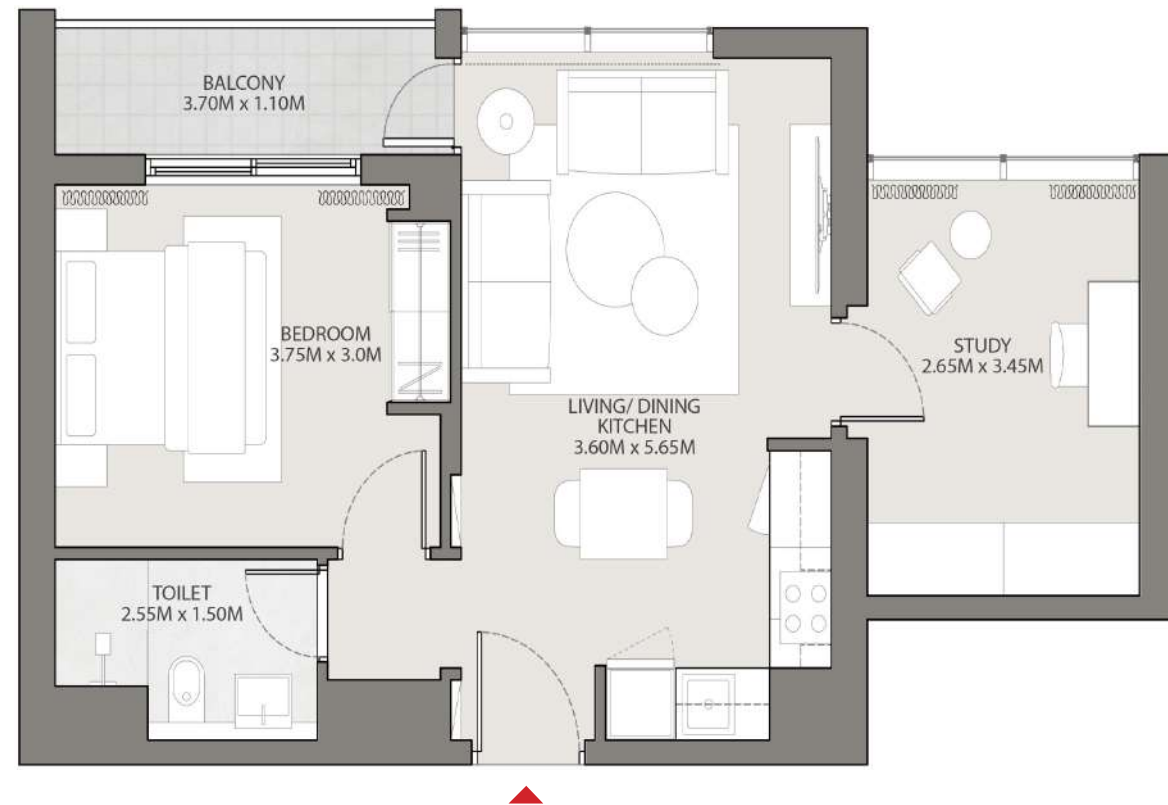 BALCONY
3.70M x 1.10M
BEDROOM
3.75M x 3.0M
STUDY
2.65M x 3.45M
LIVING/ DINING
KITCHEN
3.60M x 5.65M
TOILET
2.55M x 1.50M